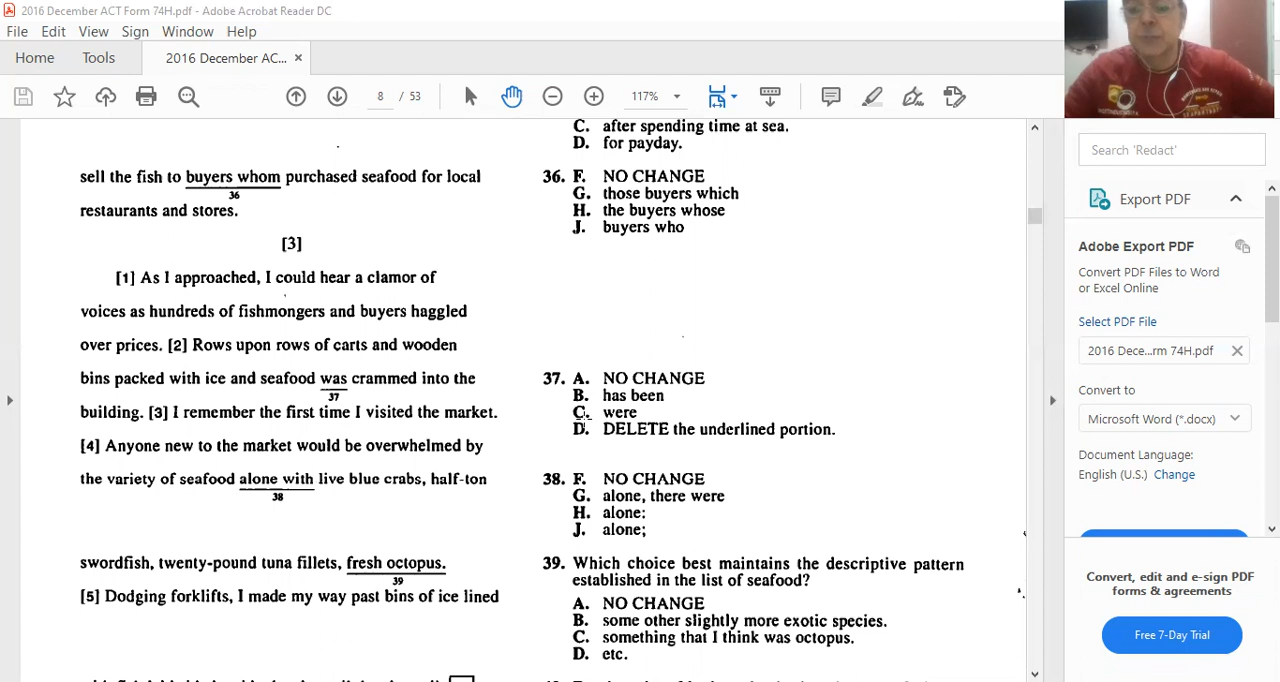 2016 December ACT Form 74H.pdf - Adobe Acrobat Reader DC
File Edit View Sign Window Help
Home Tools 2016 December AC... ×
8 / 53 117%
C. after spending time at sea.
D. for payday.
sell the fish to buyers whom purchased seafood for local
36
restaurants and stores.
36. F. NO CHANGE
G. those buyers which
H. the buyers whose
J. buyers who
[3]
[1] As I approached, I could hear a clamor of
voices as hundreds of fishmongers and buyers haggled
over prices. [2] Rows upon rows of carts and wooden
bins packed with ice and seafood was crammed into the
37
building. [3] I remember the first time I visited the market.
[4] Anyone new to the market would be overwhelmed by
the variety of seafood alone with live blue crabs, half-ton
38
37. A. NO CHANGE
B. has been
C. were
D. DELETE the underlined portion.
38. F. NO CHANGE
G. alone, there were
H. alone:
J. alone;
swordfish, twenty-pound tuna fillets, fresh octopus.
39
[5] Dodging forklifts, I made my way past bins of ice lined
39. Which choice best maintains the descriptive pattern
established in the list of seafood?
A. NO CHANGE
B. some other slightly more exotic species.
C. something that I think was octopus.
D. etc.
Search 'Redact'
Export PDF
Adobe Export PDF
Convert PDF Files to Word
or Excel Online
Select PDF File
2016 Dece...rm 74H.pdf ×
Convert to
Microsoft Word (*.docx)
Document Language:
English (U.S.) Change
Convert, edit and e-sign PDF
forms & agreements
Free 7-Day Trial